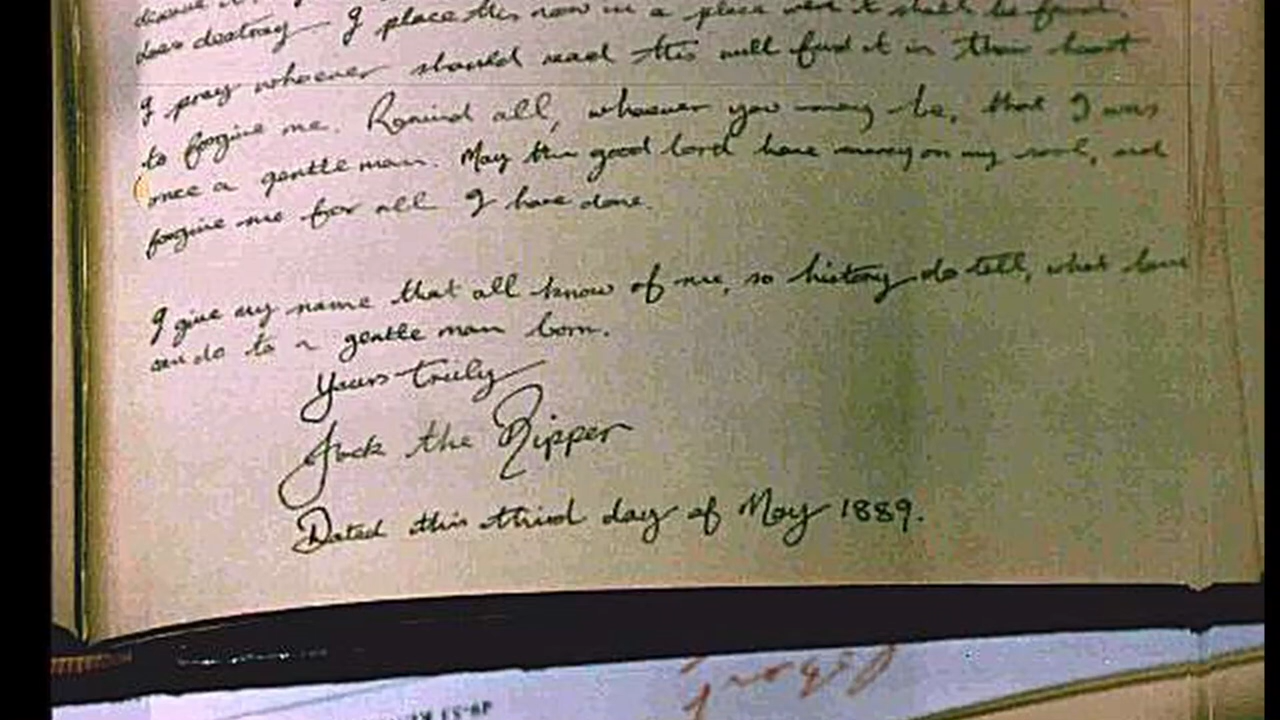 does destroy I place this now in a place were it shall be found.
I pray whoever should read this will find it in their heart
to forgive me. Remind all, whoever you may be, that I was
once a gentle man. May the good lord have mercy on my soul, and
forgive me for all I have done.
I give my name that all know of me, so history do tell, what love
can do to a gentle man born.
Yours truly
Jack the Ripper
Dated this third day of May 1889.